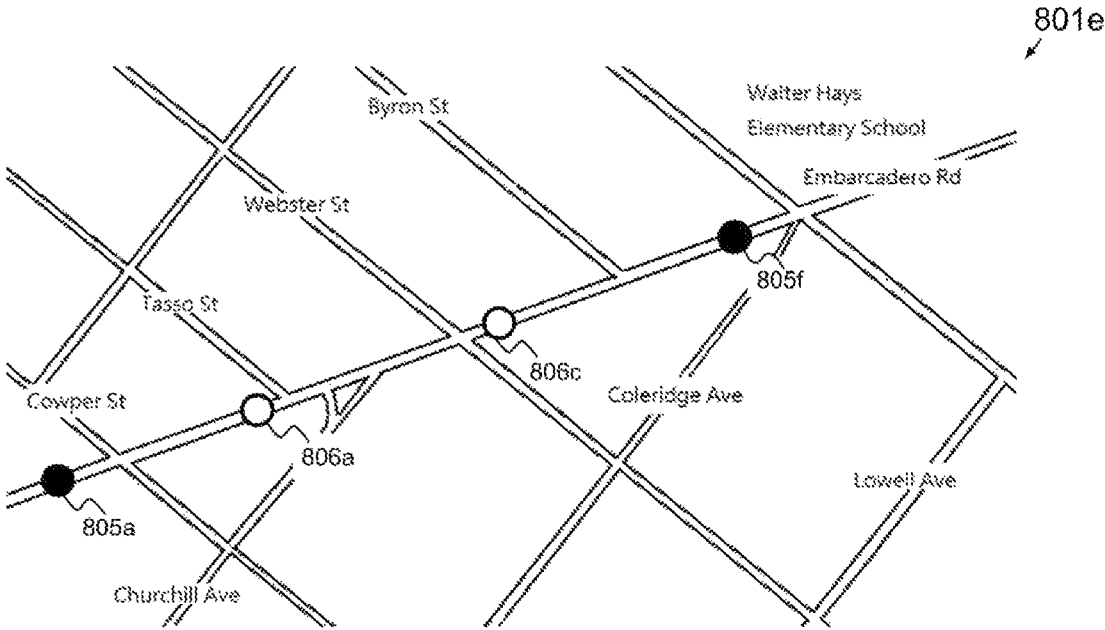 801e
Walter Hays
Elementary School
Byron St
Embarcadero Rd
Webster St
805f
Tasso St
806c
Coleridge Ave
Cowper St
806a
Lowell Ave
805a
Churchill Ave